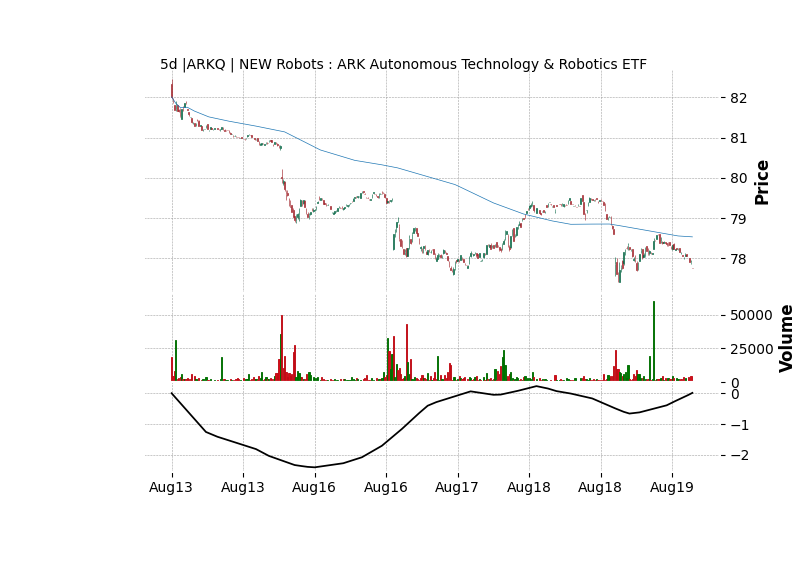 5d |ARKQ | NEW Robots : ARK Autonomous Technology & Robotics ETF
82
81
80
79
78
Price
50000
25000
0
Volume
0
−1
−2
Aug13 Aug13 Aug16 Aug16 Aug17 Aug18 Aug18 Aug19